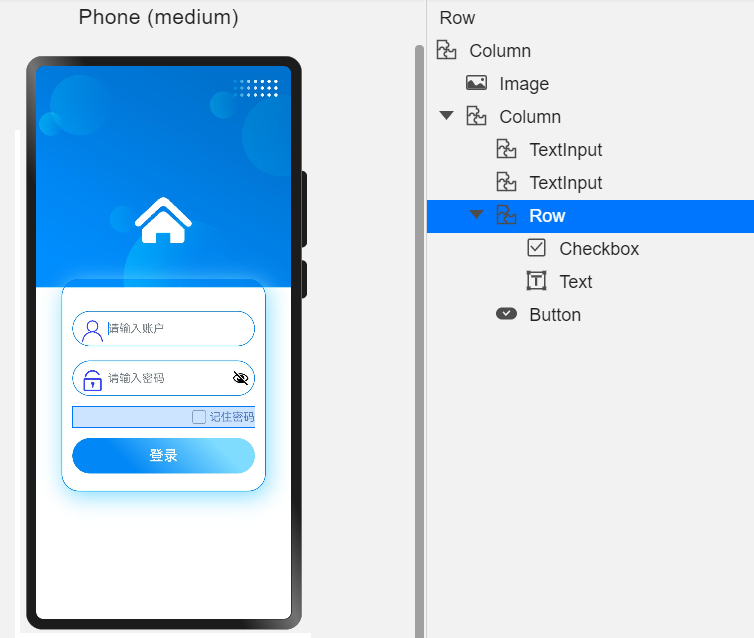 Phone (medium)
请输入账户
请输入密码
记住密码
登录
Row
Column
Image
Column
TextInput
TextInput
Row
Checkbox
Text
Button